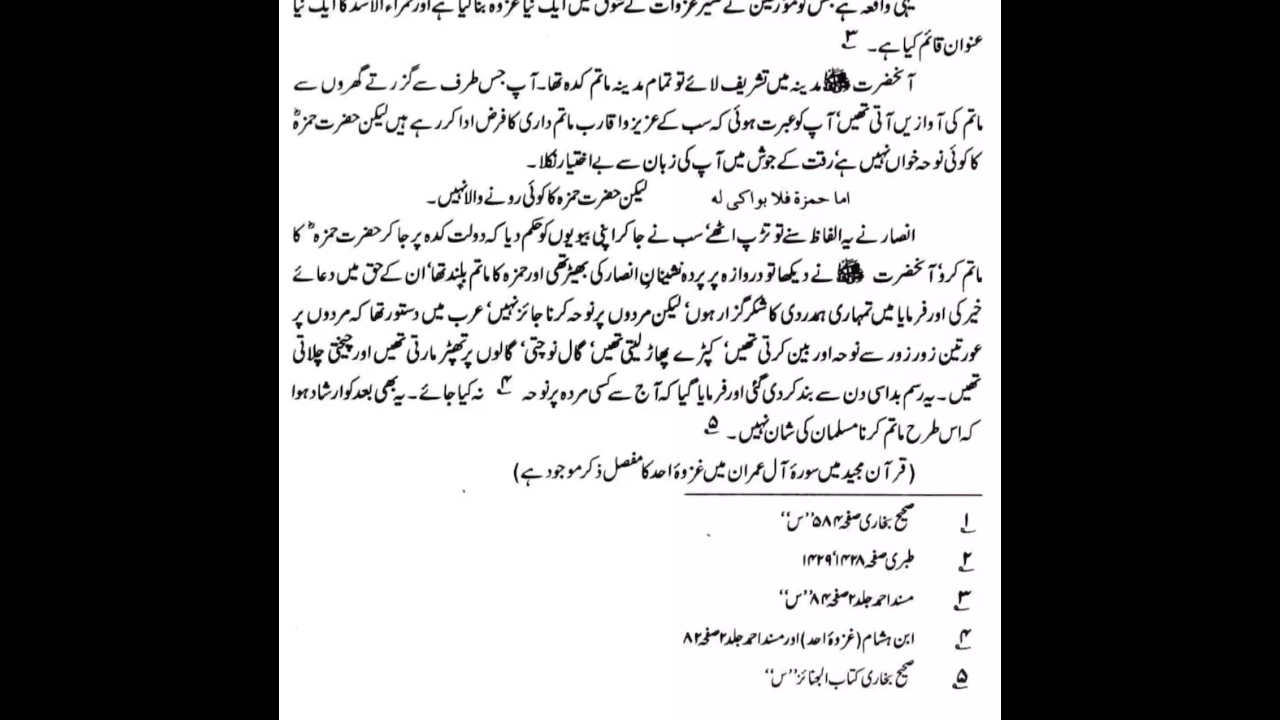 یہی واقعہ ہے جس کو مؤرخین نے تکثیر غزوات کے شوق میں ایک نیا غزوہ بنا لیا ہے اور حمراء الاسد کا ایک نیا
عنوان قائم کیا ہے۔ ۳
آنحضرت ﷺ مدینہ میں تشریف لائے تو تمام مدینہ ماتم کدہ تھا۔ آپ جس طرف سے گزرتے گھروں سے
ماتم کی آوازیں آتی تھیں‘ آپ کو عبرت ہوئی کہ سب کے عزیز و اقارب ماتم داری کا فرض ادا کر رہے ہیں لیکن حضرت حمزہؓ
کا کوئی نوحہ خواں نہیں ہے‘ رقت کے جوش میں آپ کی زبان سے بے اختیار نکلا۔
اما حمزة فلا بواکی له لیکن حضرت حمزہ کا کوئی رونے والا نہیں۔
انصار نے یہ الفاظ سنے تو تڑپ اٹھے‘ سب نے جا کر اپنی بیویوں کو حکم دیا کہ دولت کدہ پر جا کر حضرت حمزہؓ کا
ماتم کرو‘ آنحضرت ﷺ نے دیکھا تو دروازہ پر پردہ نشینانِ انصار کی بھیڑ تھی اور حمزہ کا ماتم بلند تھا‘ ان کے حق میں دعائے
خیر کی اور فرمایا میں تمہاری ہمدردی کا شکر گزار ہوں‘ لیکن مردوں پر نوحہ کرنا جائز نہیں‘ عرب میں دستور تھا کہ مردوں پر
عورتیں زور زور سے نوحہ اور بین کرتی تھیں‘ کپڑے پھاڑ لیتی تھیں‘ گال نوچتی‘ گالوں پر تھپڑ مارتی تھیں اور چیختی چلاتی
تھیں۔ یہ رسم بد اسی دن سے بند کر دی گئی اور فرمایا گیا کہ آج سے کسی مردہ پر نوحہ ۴ نہ کیا جائے۔ یہ بھی بعد کو ارشاد ہوا
کہ اس طرح ماتم کرنا مسلمان کی شان نہیں۔ ۵
(قرآن مجید میں سورۂ آل عمران میں غزوۂ احد کا مفصل ذکر موجود ہے)
۱ صحیح بخاری صفحہ ۵۸۴ ’’س‘‘
۲ طبری صفحہ ۱۴۲۸‘ ۱۴۲۹
۳ مسند احمد جلد ۲ صفحہ ۸۴ ’’س‘‘
۴ ابن ہشام (غزوۂ احد) اور مسند احمد جلد ۲ صفحہ ۸۲
۵ صحیح بخاری کتاب الجنائز ’’س‘‘